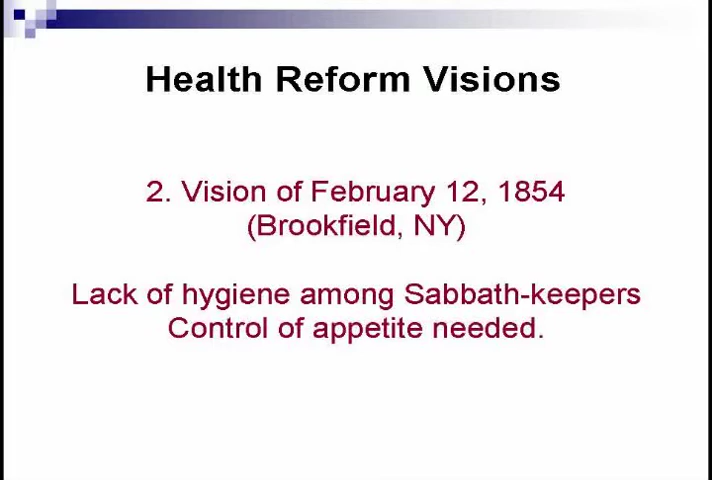 Health Reform Visions
2. Vision of February 12, 1854
(Brookfield, NY)
Lack of hygiene among Sabbath-keepers
Control of appetite needed.